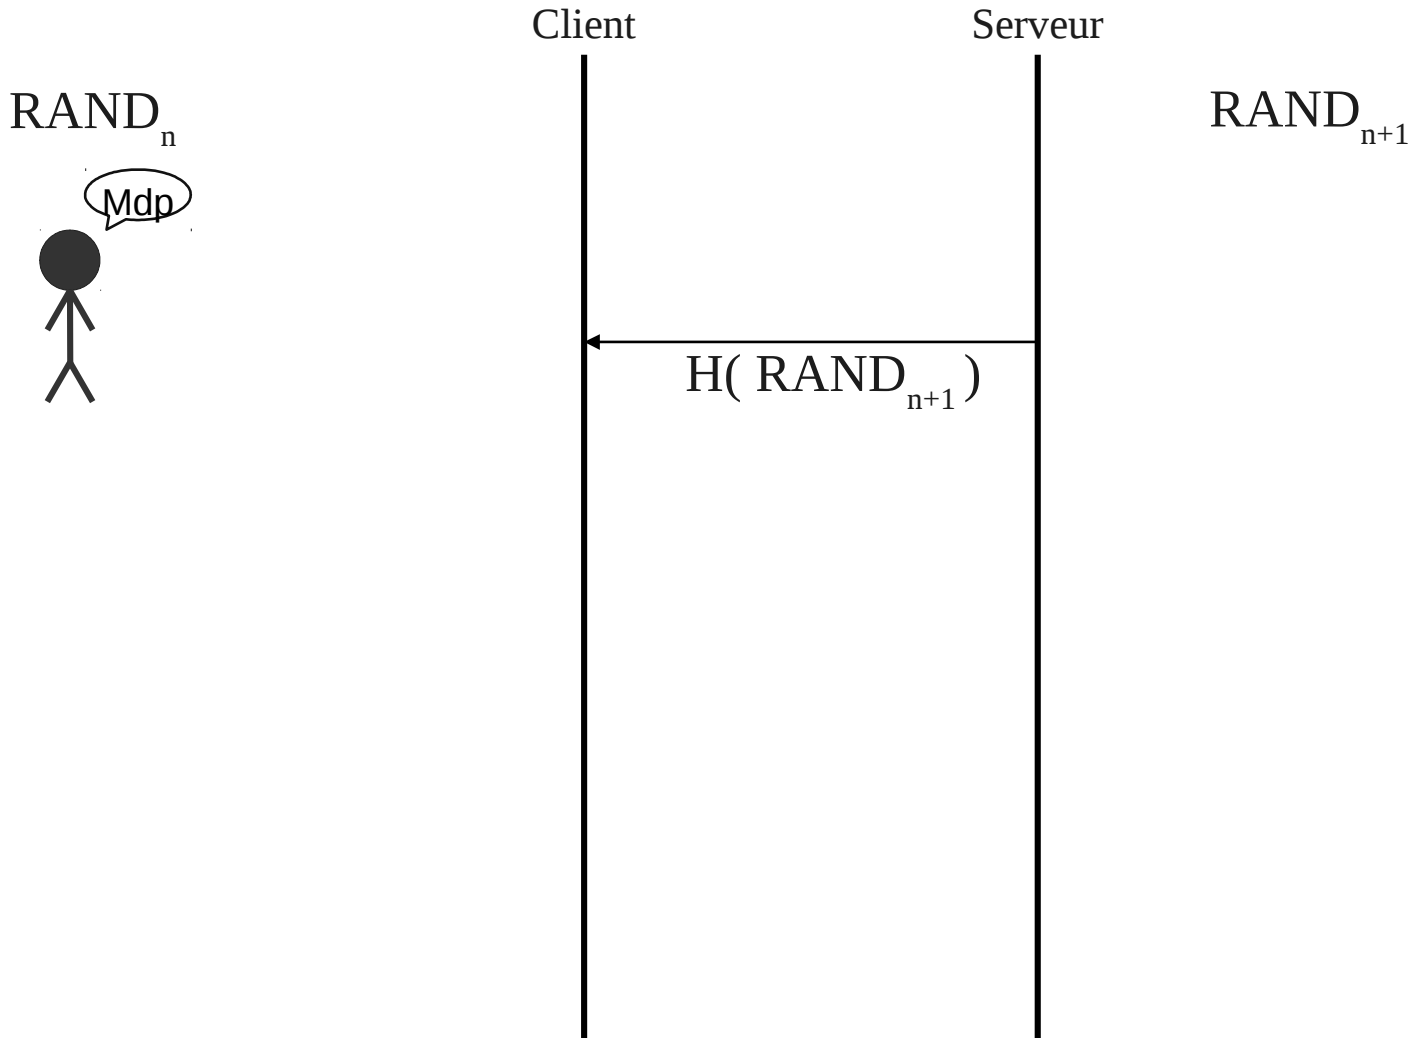 Client
Serveur
RANDn
RANDn+1
Mdp
H( RANDn+1 )